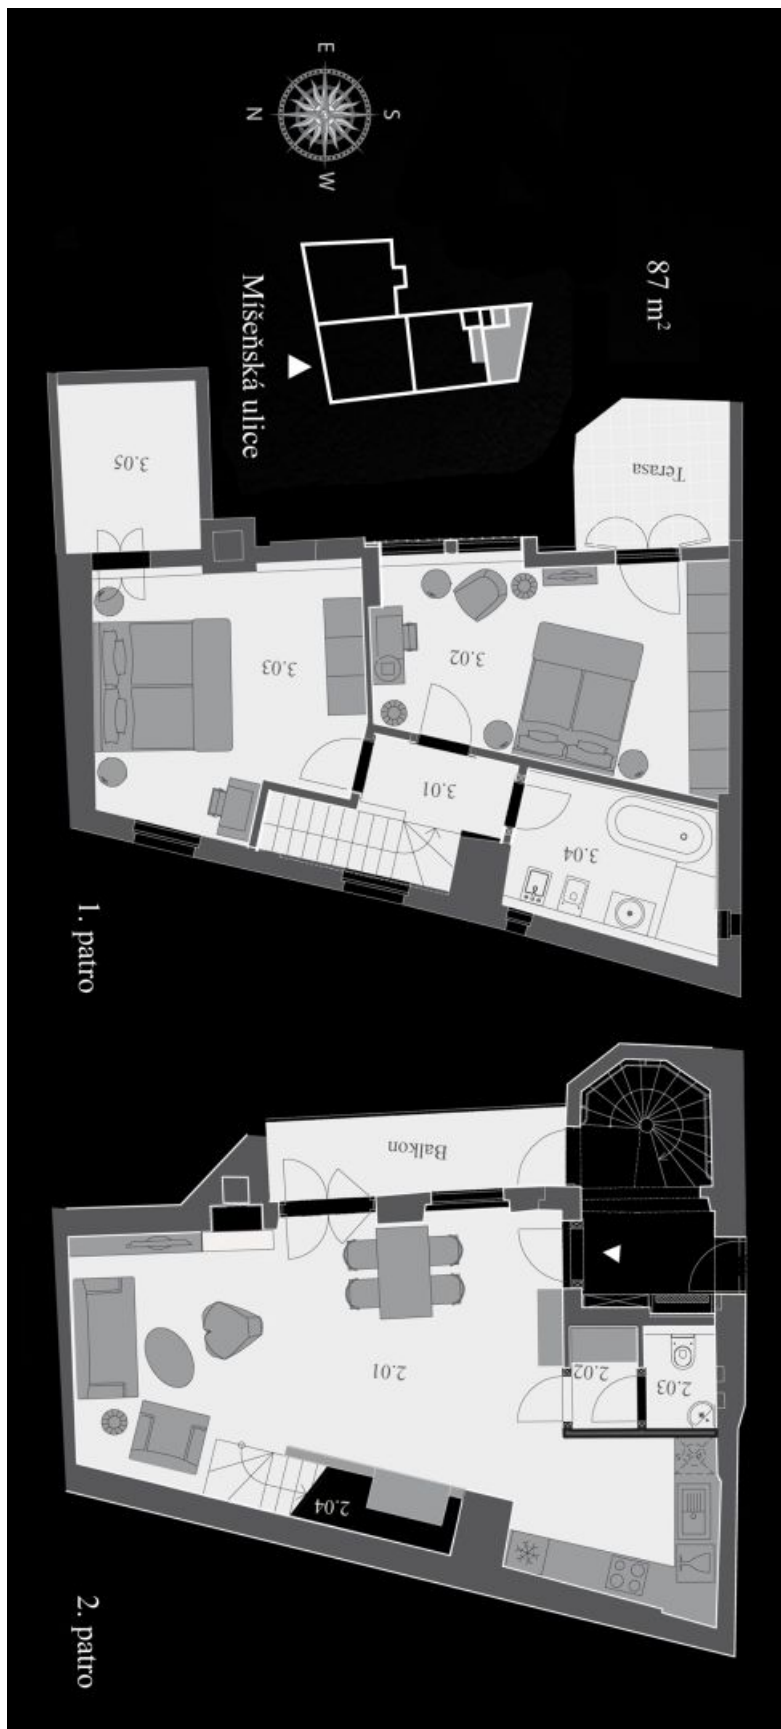 E
N
S
W
87 m²
Míšeňská ulice
3.05
Terasa
3.03
3.02
3.01
3.04
1. patro
Balkon
2.01
2.02
2.03
2.04
2. patro